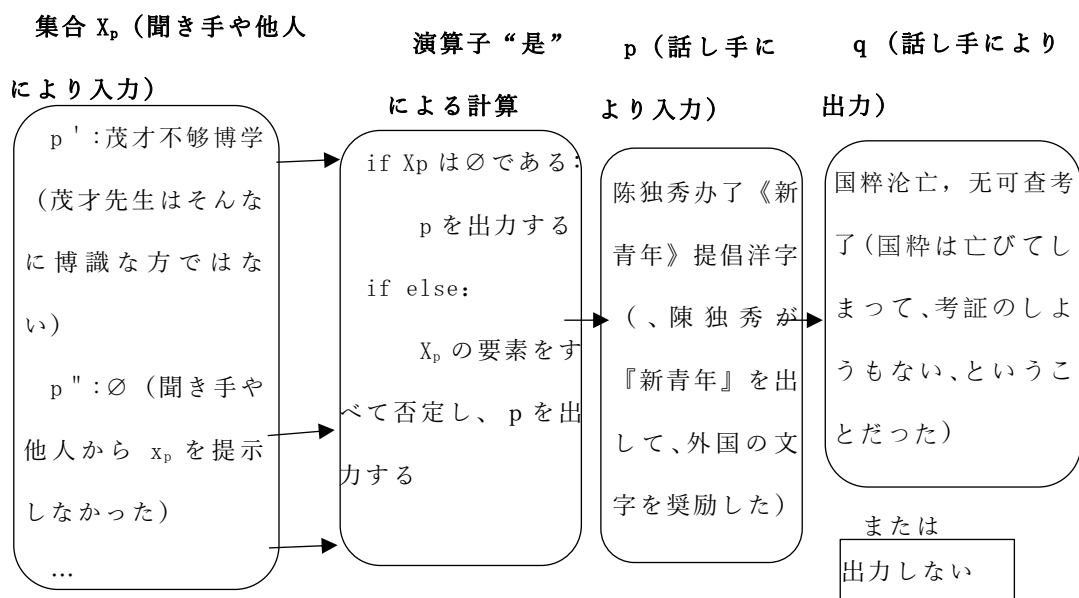 集合 Xp（聞き手や他人
により入力）
p ':茂才不够博学
（茂才先生はそんな
に博識な方ではな
い）
p ":∅（聞き手や
他人から xp を提示
しなかった）
…
演算子“是”
による計算
if Xp は∅である:
p を出力する
if else:
Xp の要素をす
べて否定し、p を出
力する
p（話し手に
より入力）
陈独秀办了《新
青年》提倡洋字
（、陳独秀が
『新青年』を出
して、外国の文
字を奨励した）
q （話し手により
出力）
国粹沦亡，无可查考
了(国粋は亡びてし
まって、考証のしよ
うもない、というこ
とだった）
または
出力しない